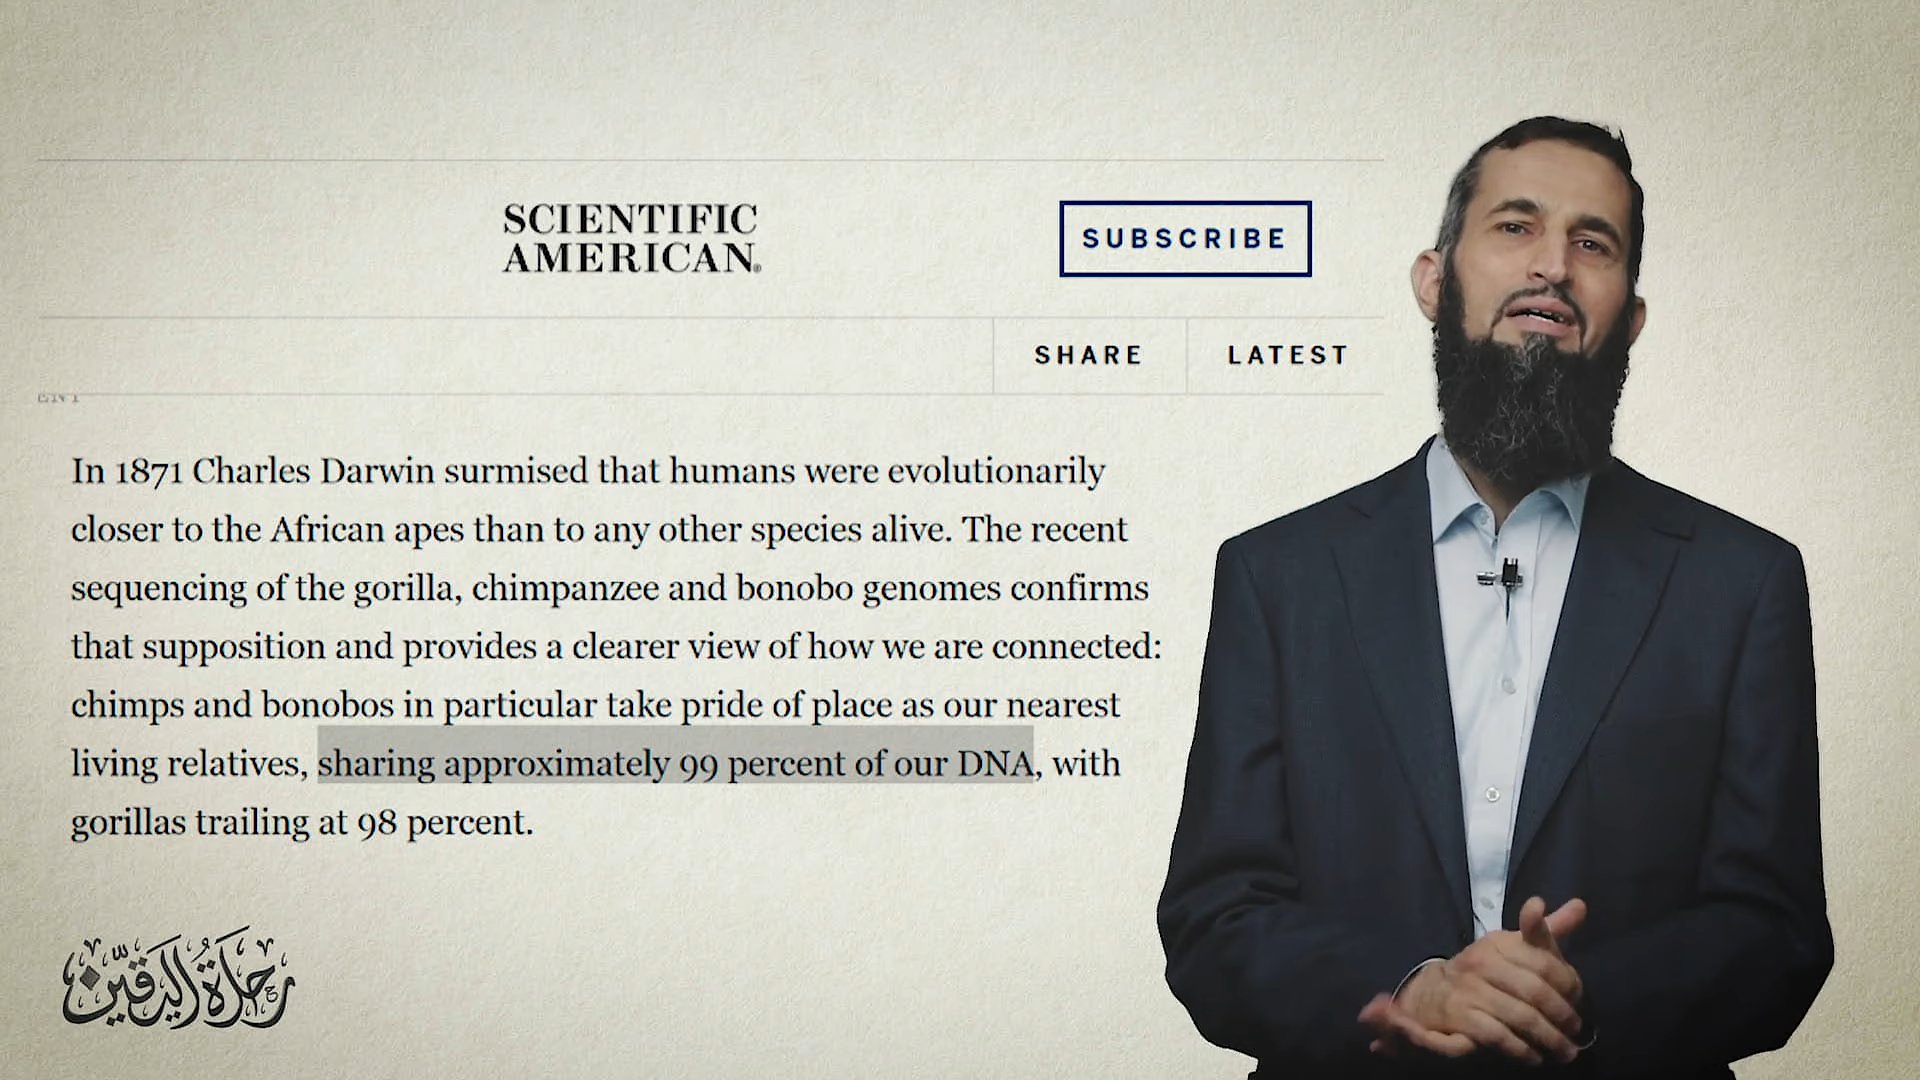 SCIENTIFIC
AMERICAN
SUBSCRIBE
SHARE
LATEST
In 1871 Charles Darwin surmised that humans were evolutionarily
closer to the African apes than to any other species alive. The recent
sequencing of the gorilla, chimpanzee and bonobo genomes confirms
that supposition and provides a clearer view of how we are connected:
chimps and bonobos in particular take pride of place as our nearest
living relatives, sharing approximately 99 percent of our DNA, with
gorillas trailing at 98 percent.
رحلة اليقين